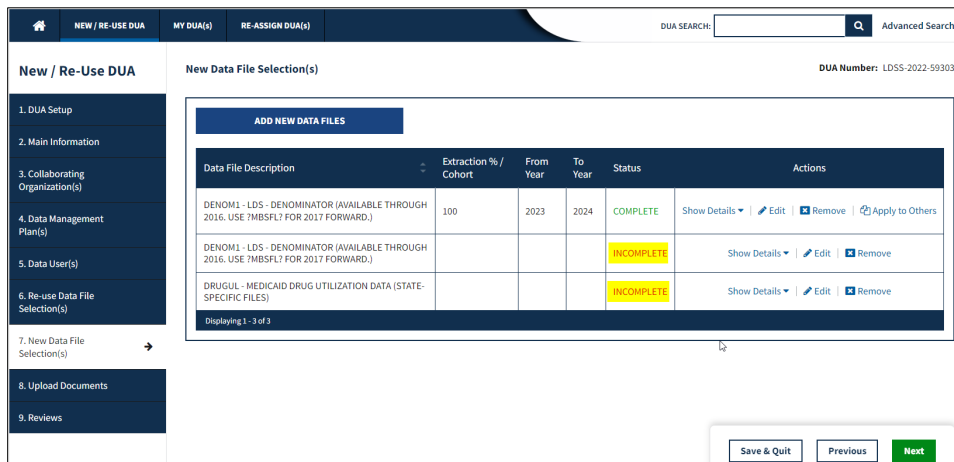 NEW / RE-USE DUA
MY DUA(s)
RE-ASSIGN DUA(s)
DUA SEARCH:
Advanced Search
New / Re-Use DUA
New Data File Selection(s)
DUA Number: LDSS-2022-59303
1. DUA Setup
2. Main Information
3. Collaborating
Organization(s)
4. Data Management
Plan(s)
5. Data User(s)
6. Re-use Data File
Selection(s)
7. New Data File
Selection(s)
8. Upload Documents
9. Reviews
ADD NEW DATA FILES
Data File Description
Extraction % /
Cohort
From
Year
To
Year
Status
Actions
DENOM1 - LDS - DENOMINATOR (AVAILABLE THROUGH
2016. USE ?MBSFL? FOR 2017 FORWARD.)
100
2023
2024
COMPLETE
Show Details | Edit | Remove | Apply to Others
DENOM1 - LDS - DENOMINATOR (AVAILABLE THROUGH
2016. USE ?MBSFL? FOR 2017 FORWARD.)
INCOMPLETE
Show Details | Edit | Remove
DRUGUL - MEDICAID DRUG UTILIZATION DATA (STATE-
SPECIFIC FILES)
INCOMPLETE
Show Details | Edit | Remove
Displaying 1 - 3 of 3
Save & Quit
Previous
Next